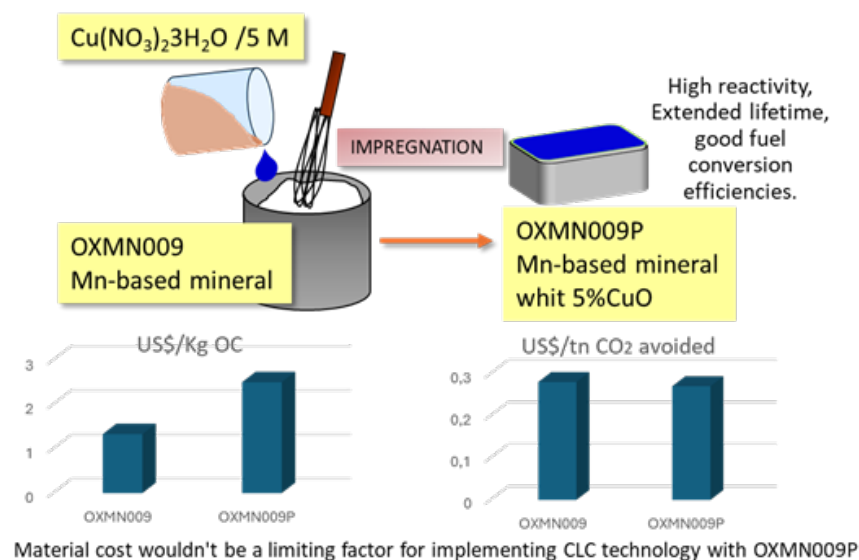 Cu(NO₃)₂3H₂O /5 M
High reactivity,
Extended lifetime,
good fuel
conversion
efficiencies.
IMPREGNATION
OXMN009
Mn-based mineral
OXMN009P
Mn-based mineral
whit 5%CuO
US$/Kg OC
3
2
1
0
OXMN009 OXMN009P
US$/tn CO₂ avoided
0,3
0,2
0,1
0
OXMN009 OXMN009P
Material cost wouldn't be a limiting factor for implementing CLC technology with OXMN009P